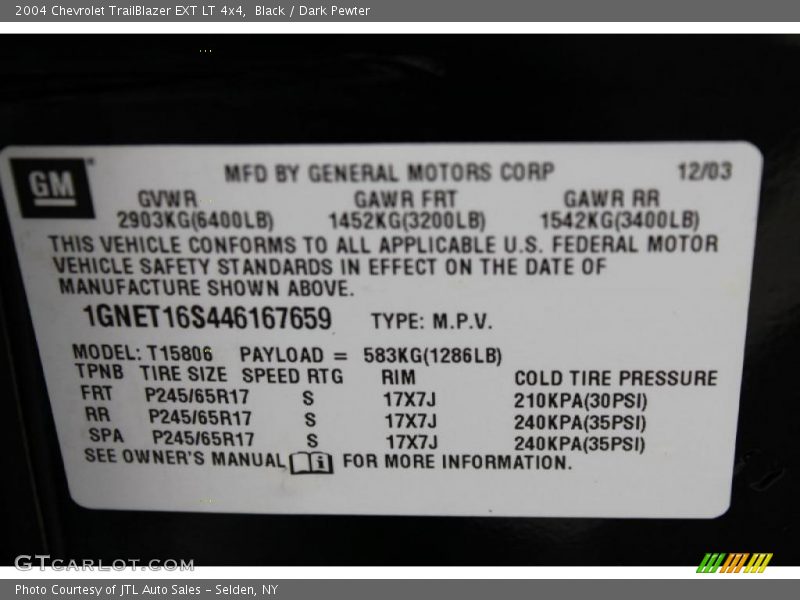 2004 Chevrolet TrailBlazer EXT LT 4x4, Black / Dark Pewter
GM
MFD BY GENERAL MOTORS CORP 12/03
GVWR GAWR FRT GAWR RR
2903KG(6400LB) 1452KG(3200LB) 1542KG(3400LB)
THIS VEHICLE CONFORMS TO ALL APPLICABLE U.S. FEDERAL MOTOR
VEHICLE SAFETY STANDARDS IN EFFECT ON THE DATE OF
MANUFACTURE SHOWN ABOVE.
1GNET16S446167659 TYPE: M.P.V.
MODEL: T15806 PAYLOAD = 583KG(1286LB)
TPNB TIRE SIZE SPEED RTG RIM COLD TIRE PRESSURE
FRT P245/65R17 S 17X7J 210KPA(30PSI)
RR P245/65R17 S 17X7J 240KPA(35PSI)
SPA P245/65R17 S 17X7J 240KPA(35PSI)
SEE OWNER'S MANUAL i FOR MORE INFORMATION.
GTCARLOT.COM
Photo Courtesy of JTL Auto Sales - Selden, NY